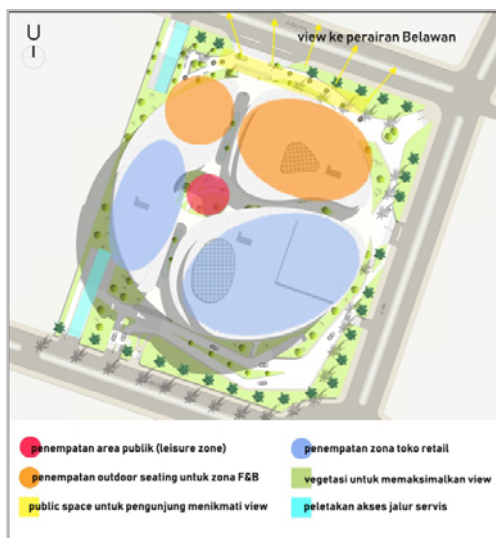 U
view ke perairan Belawan
penempatan area publik (leisure zone)
penempatan zona toko retail
penempatan outdoor seating untuk zona F&B
vegetasi untuk memaksimalkan view
public space untuk pengunjung menikmati view
peletakan akses jalur servis